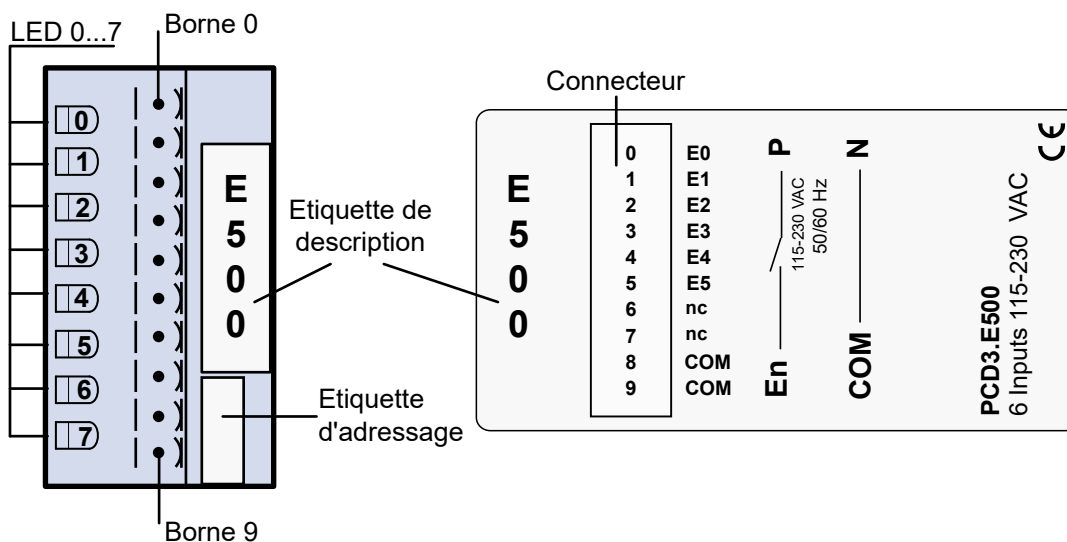 LED 0...7
Borne 0
0
1
2
3
4
5
6
7
E
5
0
0
Etiquette de
description
Etiquette
d'adressage
Borne 9
Connecteur
E
5
0
0
0 E0
1 E1
2 E2
3 E3
4 E4
5 E5
6 nc
7 nc
8 COM
9 COM
P
115-230 VAC
50/60 Hz
En
N
COM
PCD3.E500
6 Inputs 115-230 VAC
CE